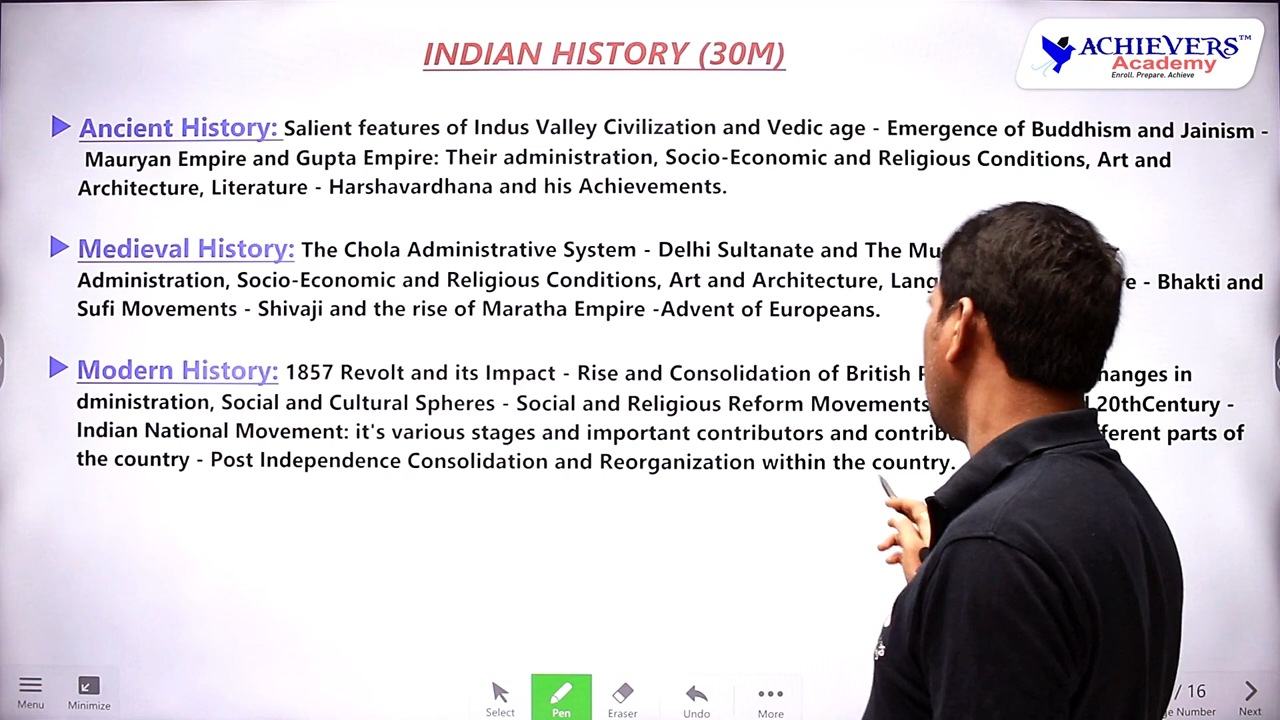 INDIAN HISTORY (30M)
ACHIEVERS™
Academy
Enroll. Prepare. Achieve
Ancient History: Salient features of Indus Valley Civilization and Vedic age - Emergence of Buddhism and Jainism -
Mauryan Empire and Gupta Empire: Their administration, Socio-Economic and Religious Conditions, Art and
Architecture, Literature - Harshavardhana and his Achievements.
Medieval History: The Chola Administrative System - Delhi Sultanate and The
Administration, Socio-Economic and Religious Conditions, Art and Architecture, - Bhakti and
Sufi Movements - Shivaji and the rise of Maratha Empire -Advent of Europeans.
Modern History: 1857 Revolt and its Impact - Rise and Consolidation of British in
dministration, Social and Cultural Spheres - Social and Religious Reform Movements 20thCentury -
Indian National Movement: it's various stages and important contributors and parts of
the country - Post Independence Consolidation and Reorganization within the country.
Menu
Minimize
Select
Pen
Eraser
Undo
More
/ 16
Number
Next